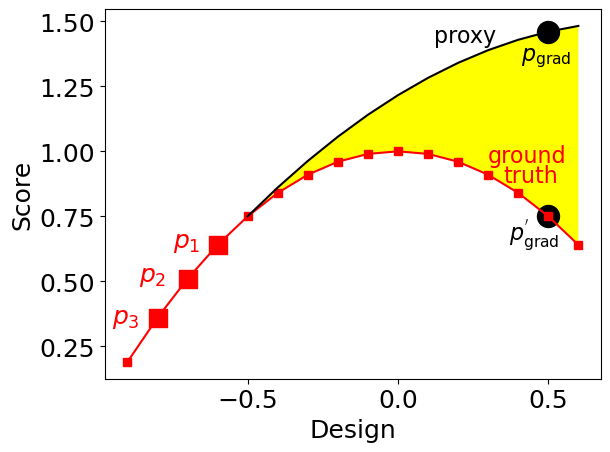 1.50
1.25
1.00
0.75
0.50
0.25
−0.5
0.0
0.5
Score
Design
proxy
p_grad
ground
truth
p'_grad
p_1
p_2
p_3